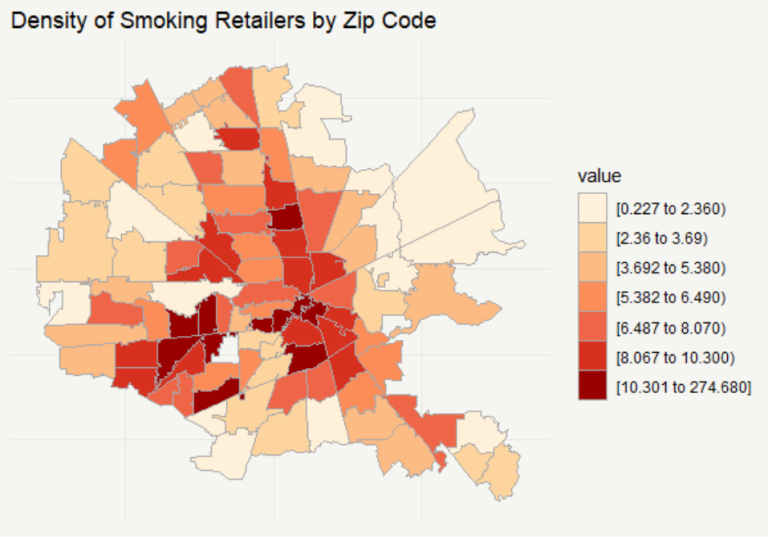 Density of Smoking Retailers by Zip Code
value
[0.227 to 2.360)
[2.36 to 3.69)
[3.692 to 5.380)
[5.382 to 6.490)
[6.487 to 8.070)
[8.067 to 10.300)
[10.301 to 274.680]